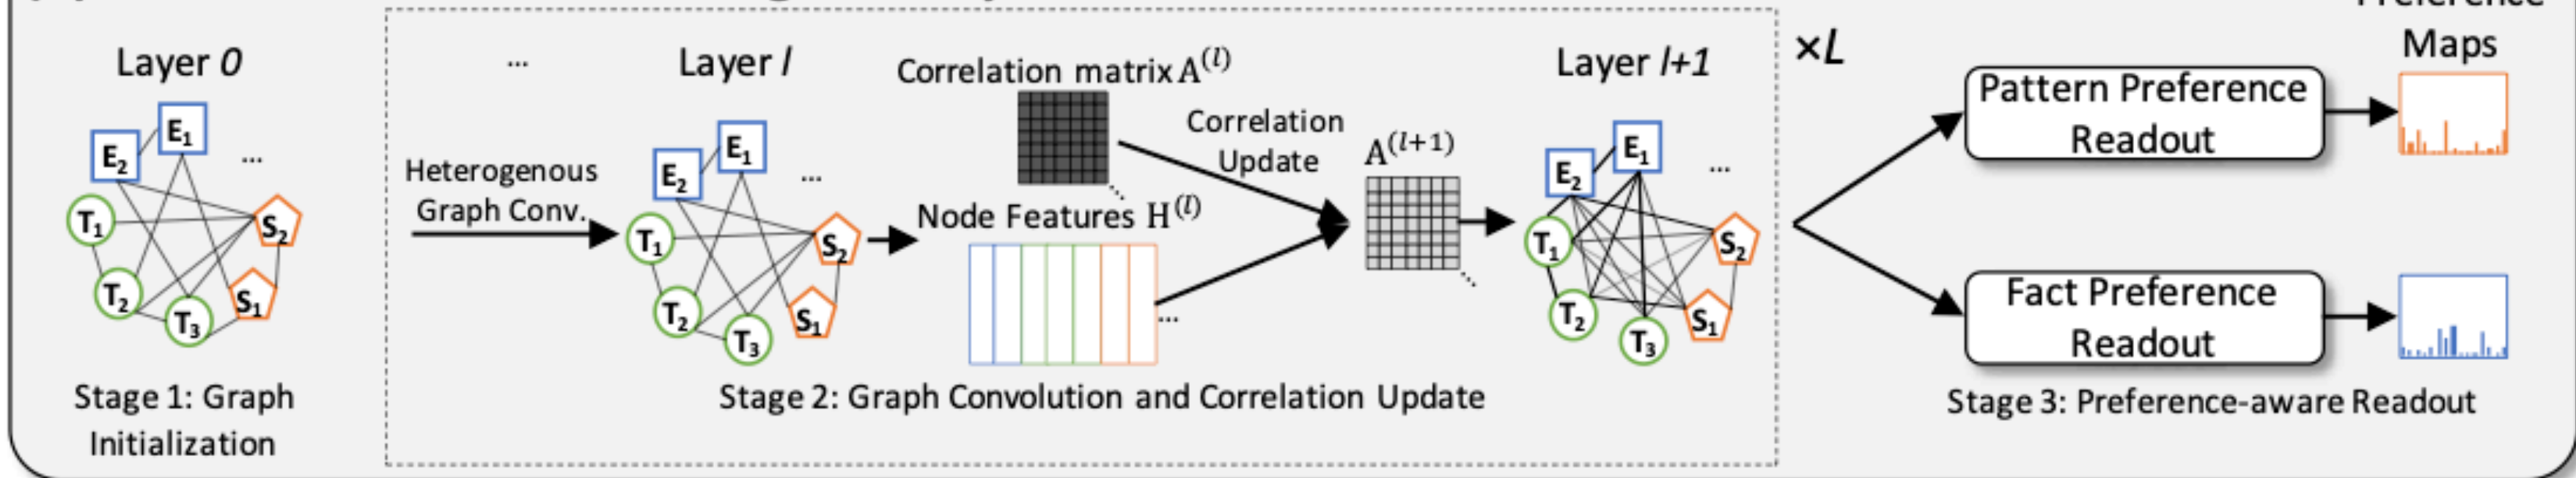 Maps
Layer 0
...
Layer l
Correlation matrix A^(l)
Layer l+1
×L
E1
E2
...
T1
S2
T2
T3
S1
Stage 1: Graph
Initialization
Heterogenous
Graph Conv.
E1
E2
...
T1
S2
T2
T3
S1
Node Features H^(l)
...
Correlation
Update
A^(l+1)
E1
E2
...
T1
S2
T2
T3
S1
Stage 2: Graph Convolution and Correlation Update
Pattern Preference
Readout
Fact Preference
Readout
Stage 3: Preference-aware Readout